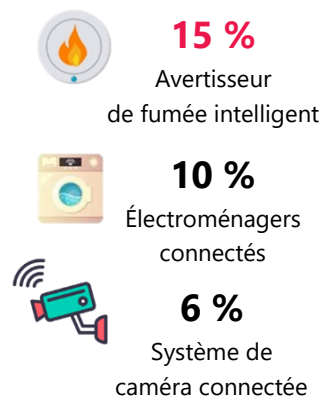 15 %
Avertisseur
de fumée intelligent
10 %
Électroménagers
connectés
6 %
Système de
caméra connectée